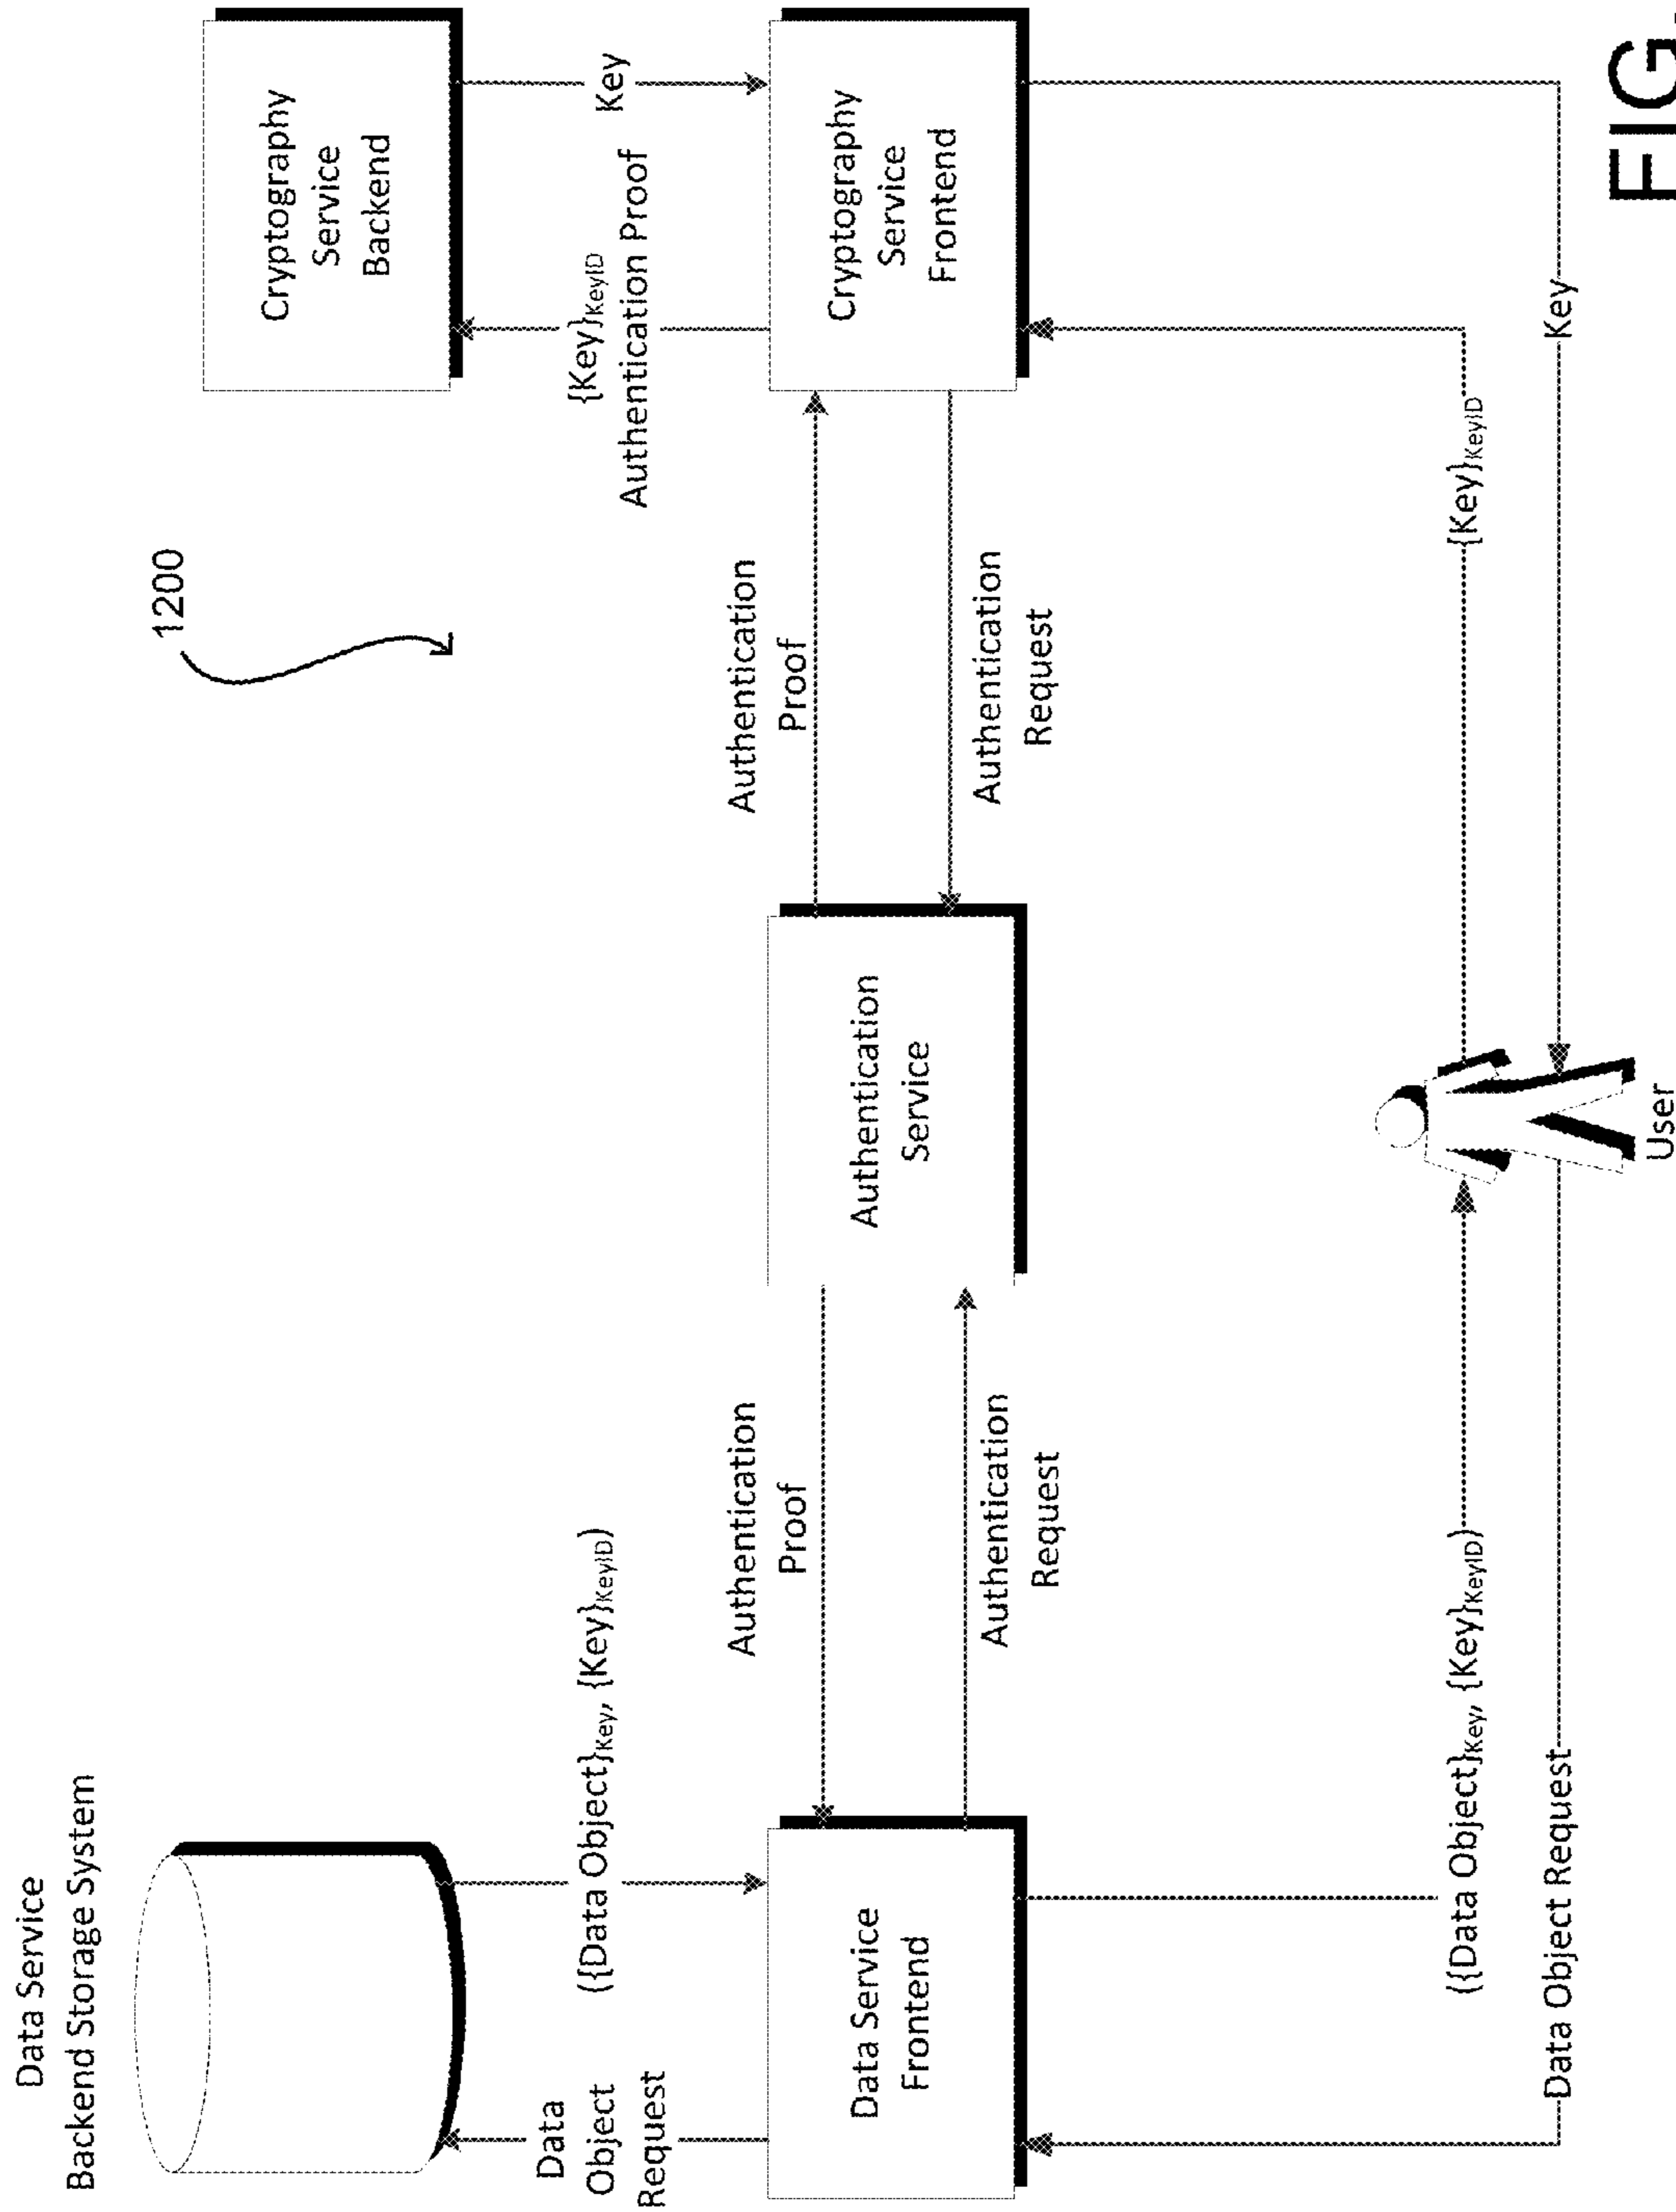 Data Service
Backend Storage System
1200
Cryptography
Service
Backend
Data
Object
Request
({Data Object}Key, {Key}KeyID)
{Key}KeyID
Authentication Proof
Key
Authentication
Proof
Authentication
Proof
Data Service
Frontend
Authentication
Service
Cryptography
Service
Frontend
Authentication
Request
Authentication
Request
({Data Object}Key, {Key}KeyID)
{Key}KeyID
Data Object Request
Key
User
FIG.